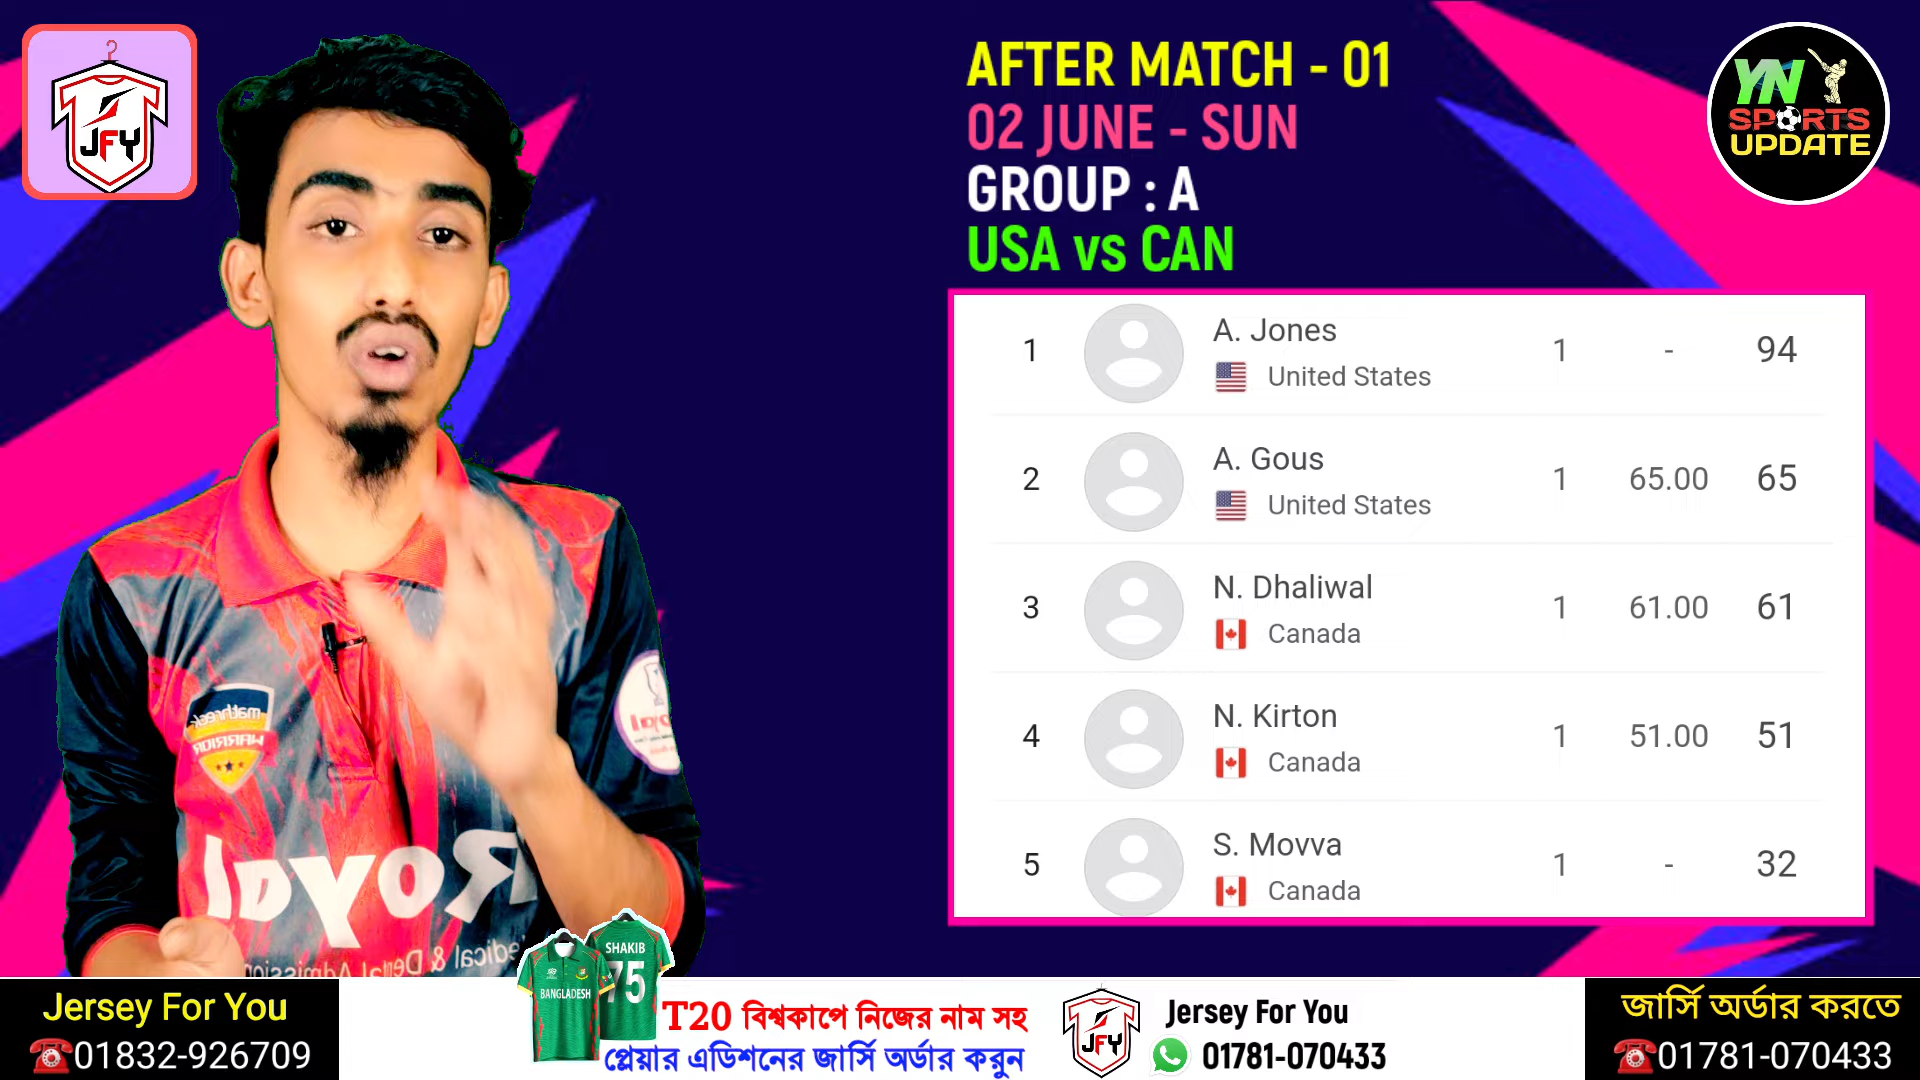 JFY
AFTER MATCH - 01
02 JUNE - SUN
GROUP : A
USA vs CAN
YN
SPORTS
UPDATE
1 A. Jones 1 - 94
United States
2 A. Gous 1 65.00 65
United States
3 N. Dhaliwal 1 61.00 61
Canada
4 N. Kirton 1 51.00 51
Canada
5 S. Movva 1 - 32
Canada
WARRIOR
Royal
Jersey For You
☎01832-926709
SHAKIB
75
BANGLADESH
T20 বিশ্বকাপে নিজের নাম সহ
প্লেয়ার এডিশনের জার্সি অর্ডার করুন
JFY
Jersey For You
01781-070433
জার্সি অর্ডার করতে
☎01781-070433